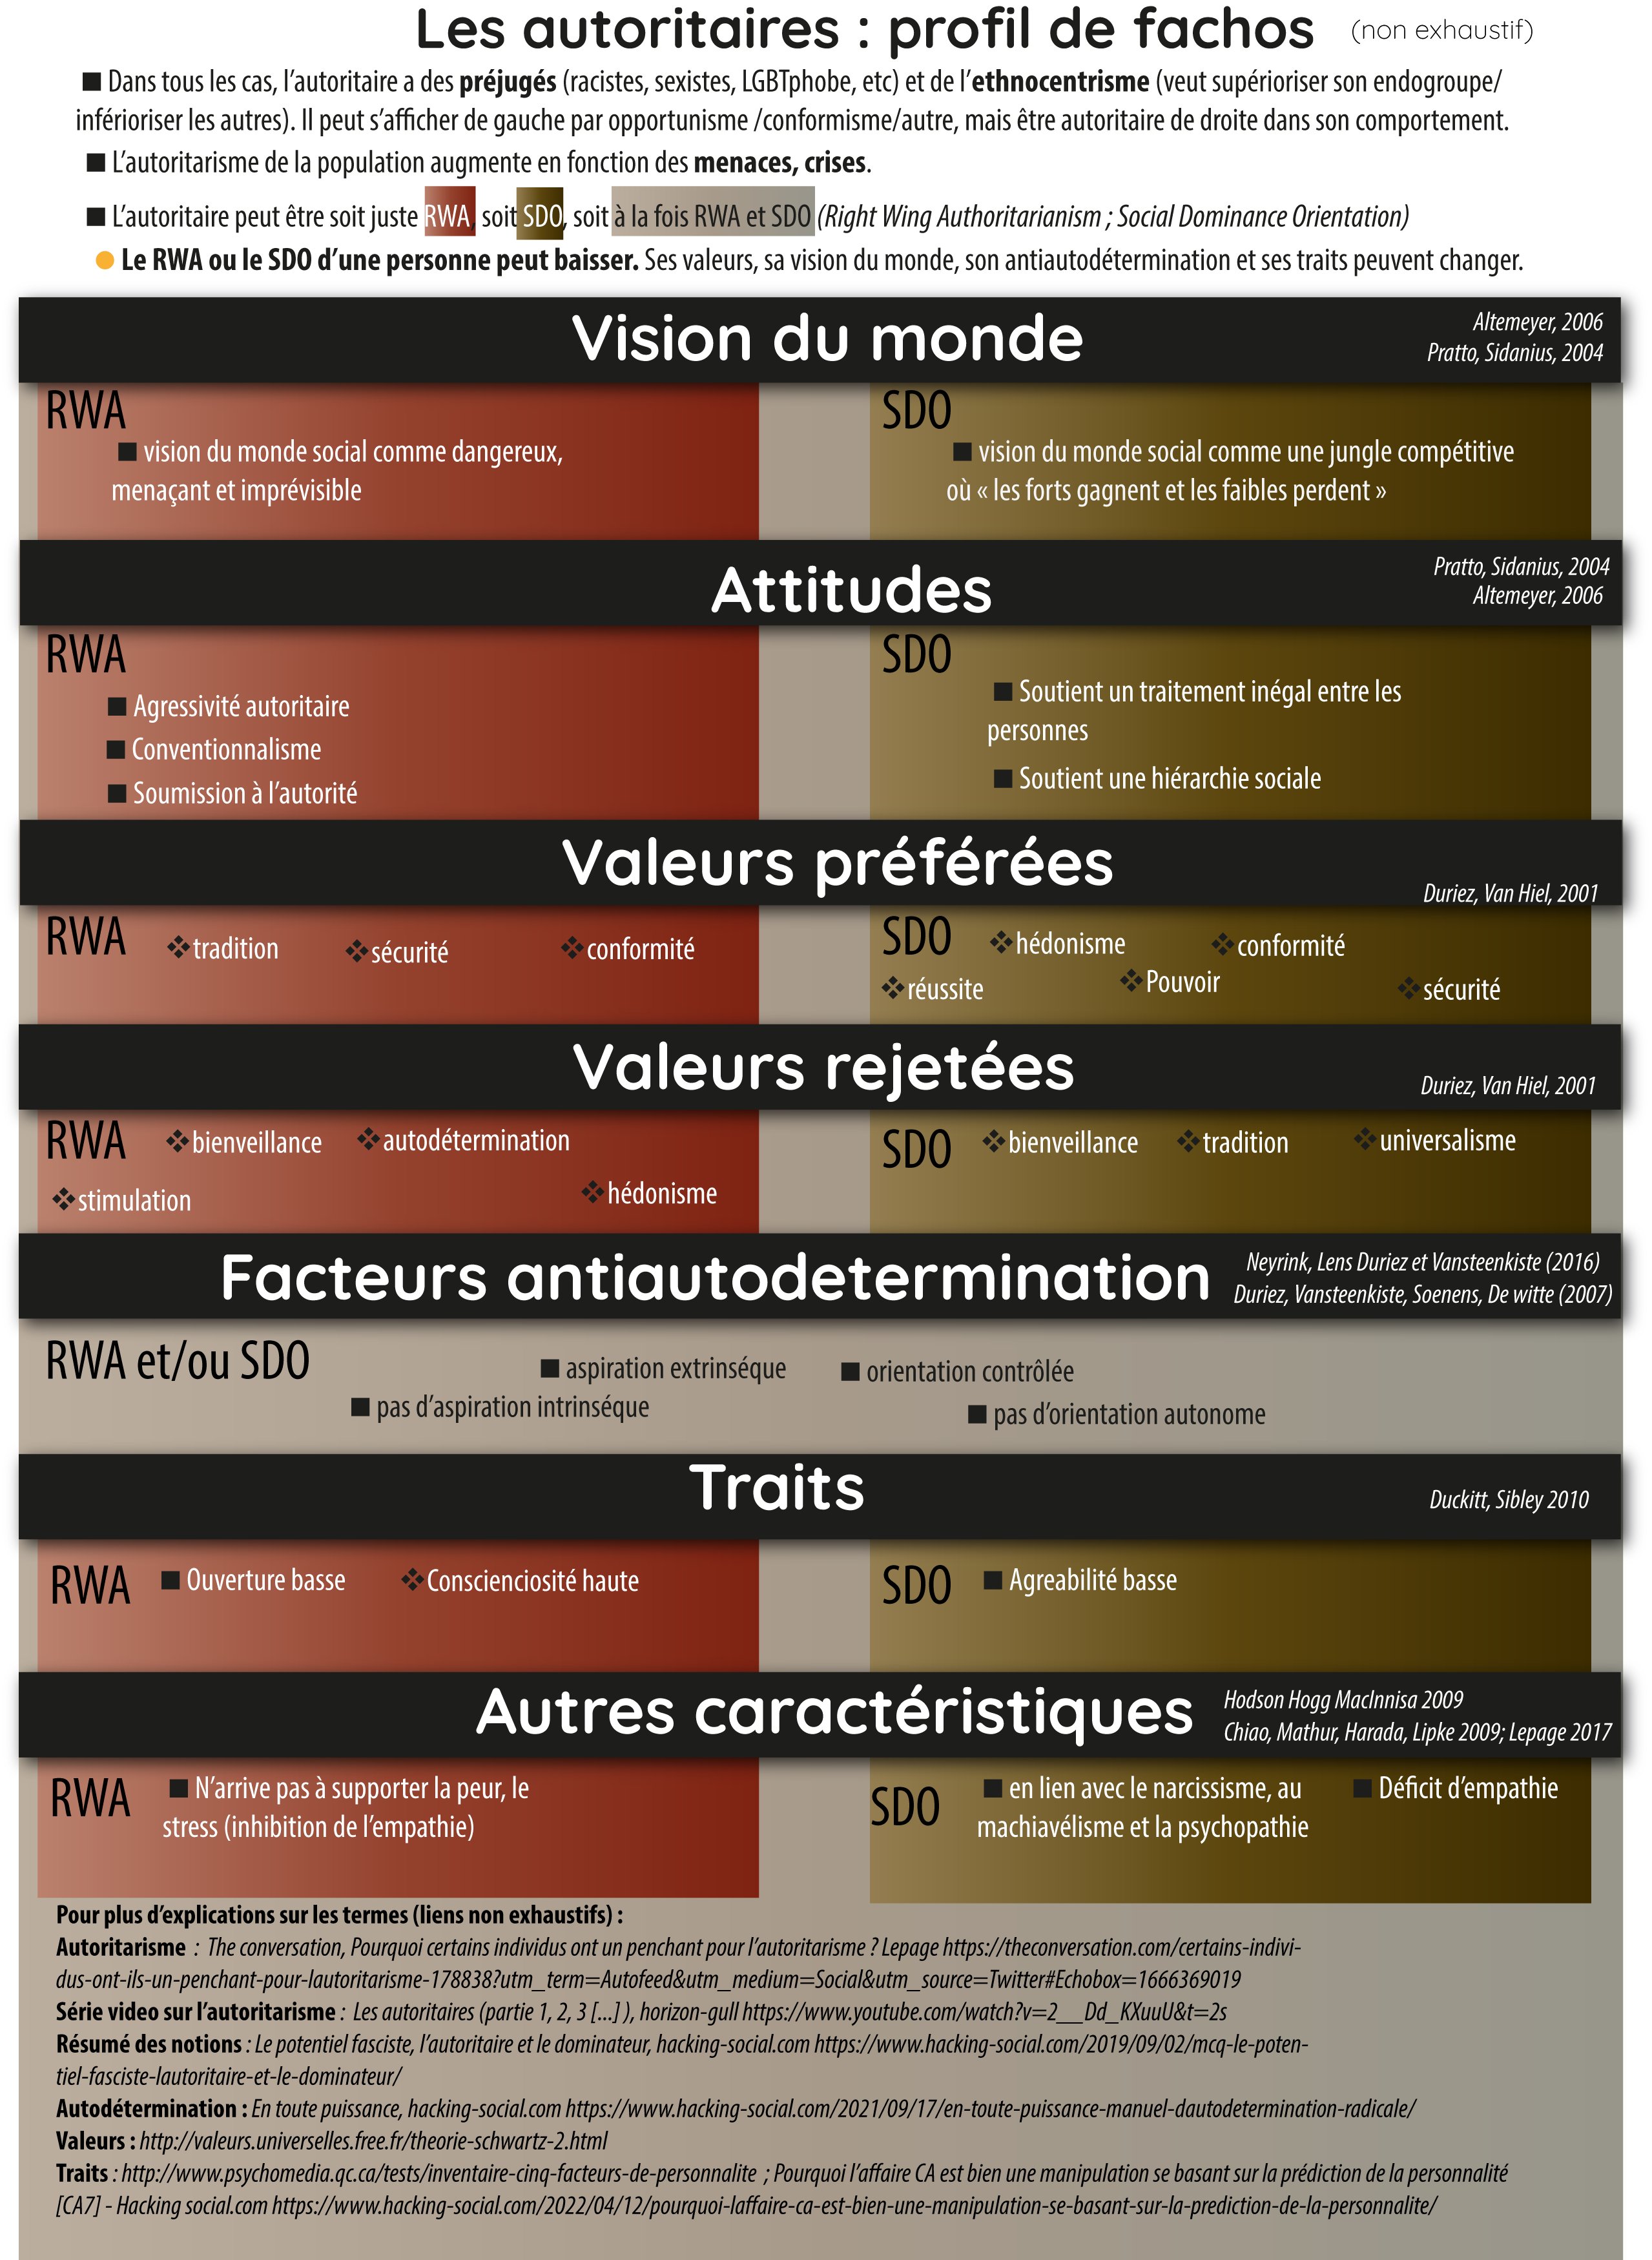 Les autoritaires : profil de fachos (non exhaustif)
■ Dans tous les cas, l’autoritaire a des préjugés (racistes, sexistes, LGBTphobe, etc) et de l’ethnocentrisme (veut supérioriser son endogroupe/
inférioriser les autres). Il peut s’afficher de gauche par opportunisme /conformisme/autre, mais être autoritaire de droite dans son comportement.
■ L’autoritarisme de la population augmente en fonction des menaces, crises.
■ L’autoritaire peut être soit juste RWA, soit SDO, soit à la fois RWA et SDO (Right Wing Authoritarianism ; Social Dominance Orientation)
Le RWA ou le SDO d’une personne peut baisser. Ses valeurs, sa vision du monde, son antiautodétermination et ses traits peuvent changer.
Vision du monde
Altemeyer, 2006
Pratto, Sidanius, 2004
RWA
■ vision du monde social comme dangereux,
menaçant et imprévisible
SDO
■ vision du monde social comme une jungle compétitive
où « les forts gagnent et les faibles perdent »
Attitudes
Pratto, Sidanius, 2004
Altemeyer, 2006
RWA
■ Agressivité autoritaire
■ Conventionnalisme
■ Soumission à l’autorité
SDO
■ Soutient un traitement inégal entre les
personnes
■ Soutient une hiérarchie sociale
Valeurs préférées
Duriez, Van Hiel, 2001
RWA ❖tradition ❖sécurité ❖conformité
SDO ❖hédonisme ❖conformité
❖réussite ❖Pouvoir ❖sécurité
Valeurs rejetées
Duriez, Van Hiel, 2001
RWA ❖bienveillance ❖autodétermination
❖stimulation ❖hédonisme
SDO ❖bienveillance ❖tradition ❖universalisme
Facteurs antiautodetermination
Neyrink, Lens Duriez et Vansteenkiste (2016)
Duriez, Vansteenkiste, Soenens, De witte (2007)
RWA et/ou SDO ■ aspiration extrinséque ■ orientation contrôlée
■ pas d’aspiration intrinséque ■ pas d’orientation autonome
Traits
Duckitt, Sibley 2010
RWA ■ Ouverture basse ❖Conscienciosité haute
SDO ■ Agreabilité basse
Autres caractéristiques
Hodson Hogg MacInnisa 2009
Chiao, Mathur, Harada, Lipke 2009; Lepage 2017
RWA ■ N’arrive pas à supporter la peur, le
stress (inhibition de l’empathie)
SDO ■ en lien avec le narcissisme, au
machiavélisme et la psychopathie
■ Déficit d’empathie
Pour plus d’explications sur les termes (liens non exhaustifs) :
Autoritarisme : The conversation, Pourquoi certains individus ont un penchant pour l’autoritarisme ? Lepage https://theconversation.com/certains-indivi-
dus-ont-ils-un-penchant-pour-lautoritarisme-178838?utm_term=Autofeed&utm_medium=Social&utm_source=Twitter#Echobox=1666369019
Série video sur l’autoritarisme : Les autoritaires (partie 1, 2, 3 [...] ), horizon-gull https://www.youtube.com/watch?v=2__Dd_KXuuU&t=2s
Résumé des notions : Le potentiel fasciste, l’autoritaire et le dominateur, hacking-social.com https://www.hacking-social.com/2019/09/02/mcq-le-poten-
tiel-fasciste-lautoritaire-et-le-dominateur/
Autodétermination : En toute puissance, hacking-social.com https://www.hacking-social.com/2021/09/17/en-toute-puissance-manuel-dautodetermination-radicale/
Valeurs : http://valeurs.universelles.free.fr/theorie-schwartz-2.html
Traits : http://www.psychomedia.qc.ca/tests/inventaire-cinq-facteurs-de-personnalite ; Pourquoi l’affaire CA est bien une manipulation se basant sur la prédiction de la personnalité
[CA7] - Hacking social.com https://www.hacking-social.com/2022/04/12/pourquoi-laffaire-ca-est-bien-une-manipulation-se-basant-sur-la-prediction-de-la-personnalite/